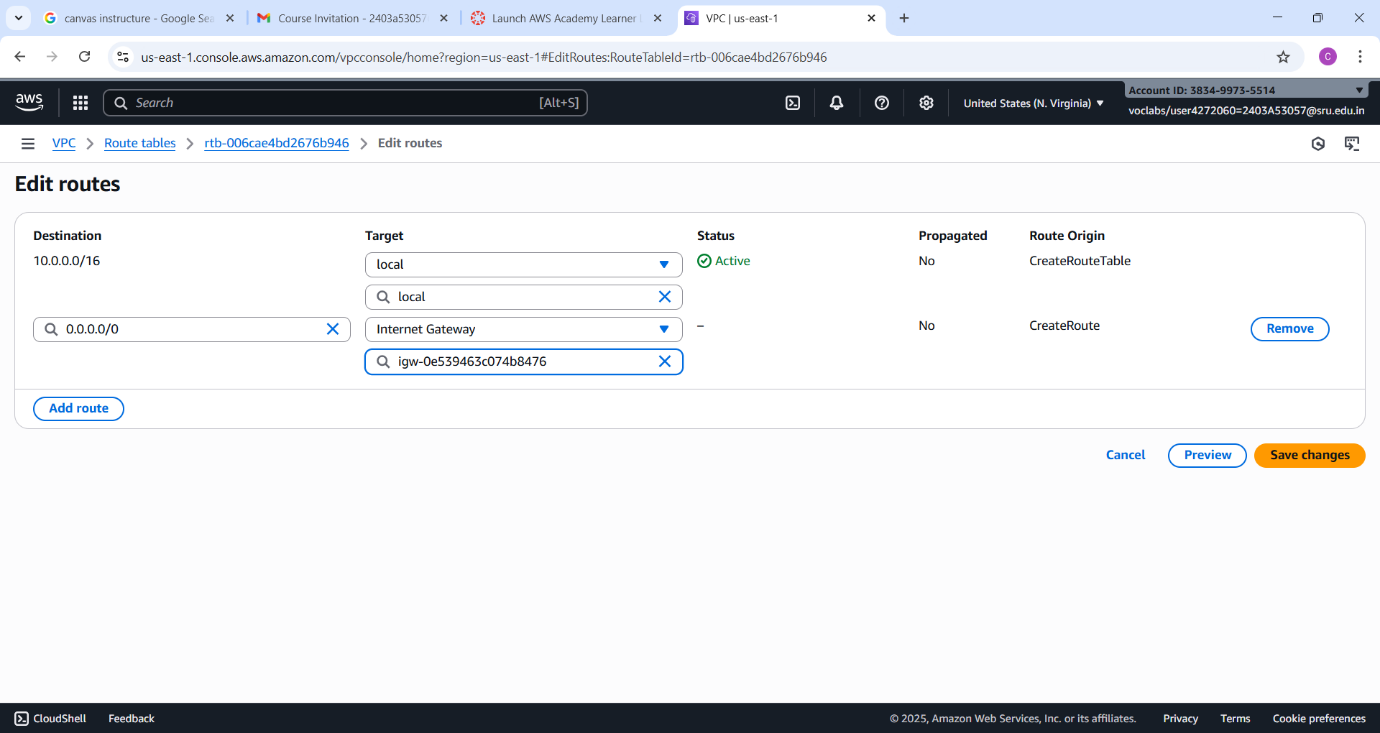 canvas instructure - Google Sea
Course Invitation - 2403a53057
Launch AWS Academy Learner
VPC | us-east-1
us-east-1.console.aws.amazon.com/vpcconsole/home?region=us-east-1#EditRoutes:RouteTableId=rtb-006cae4bd2676b946
C
aws
Search
[Alt+S]
United States (N. Virginia)
Account ID: 3834-9973-5514
voclabs/user4272060=2403A53057@sru.edu.in
VPC
Route tables
rtb-006cae4bd2676b946
Edit routes
Edit routes
Destination Target Status Propagated Route Origin
10.0.0.0/16 local Active No CreateRouteTable
local
0.0.0.0/0 Internet Gateway – No CreateRoute Remove
igw-0e539463c074b8476
Add route
Cancel Preview Save changes
CloudShell Feedback © 2025, Amazon Web Services, Inc. or its affiliates. Privacy Terms Cookie preferences